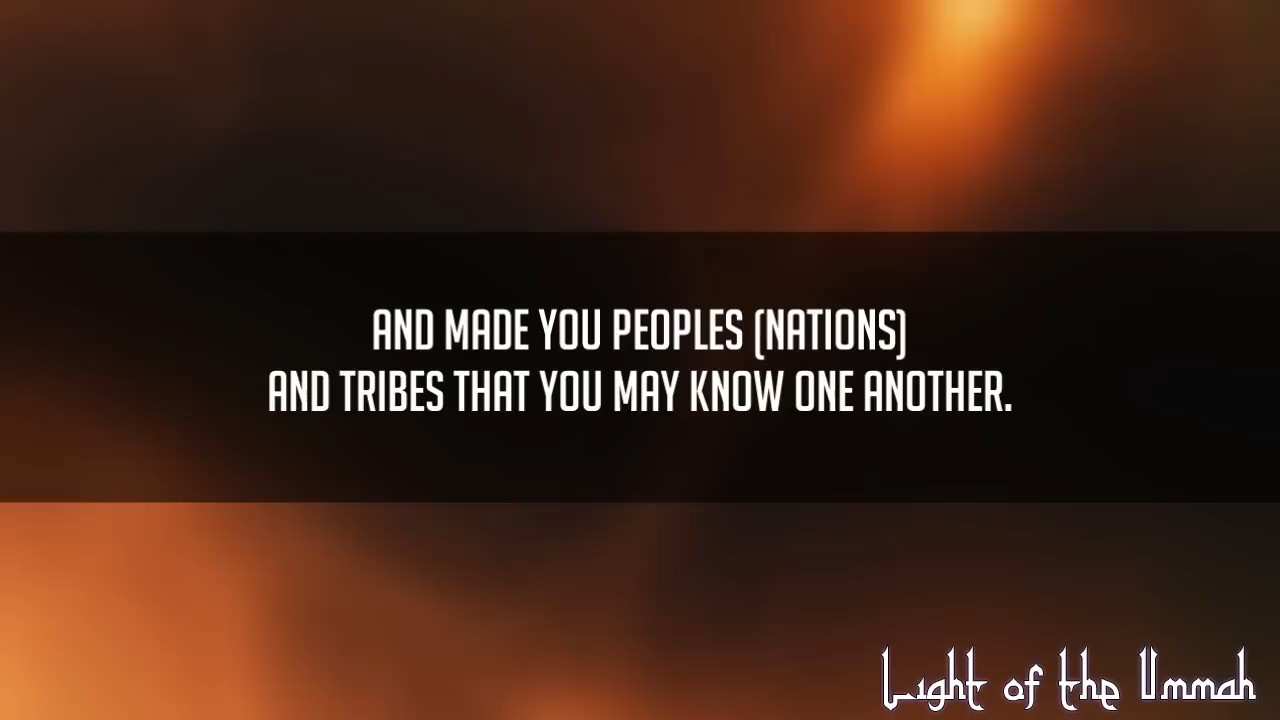 AND MADE YOU PEOPLES (NATIONS)
AND TRIBES THAT YOU MAY KNOW ONE ANOTHER.
Light of the Ummah